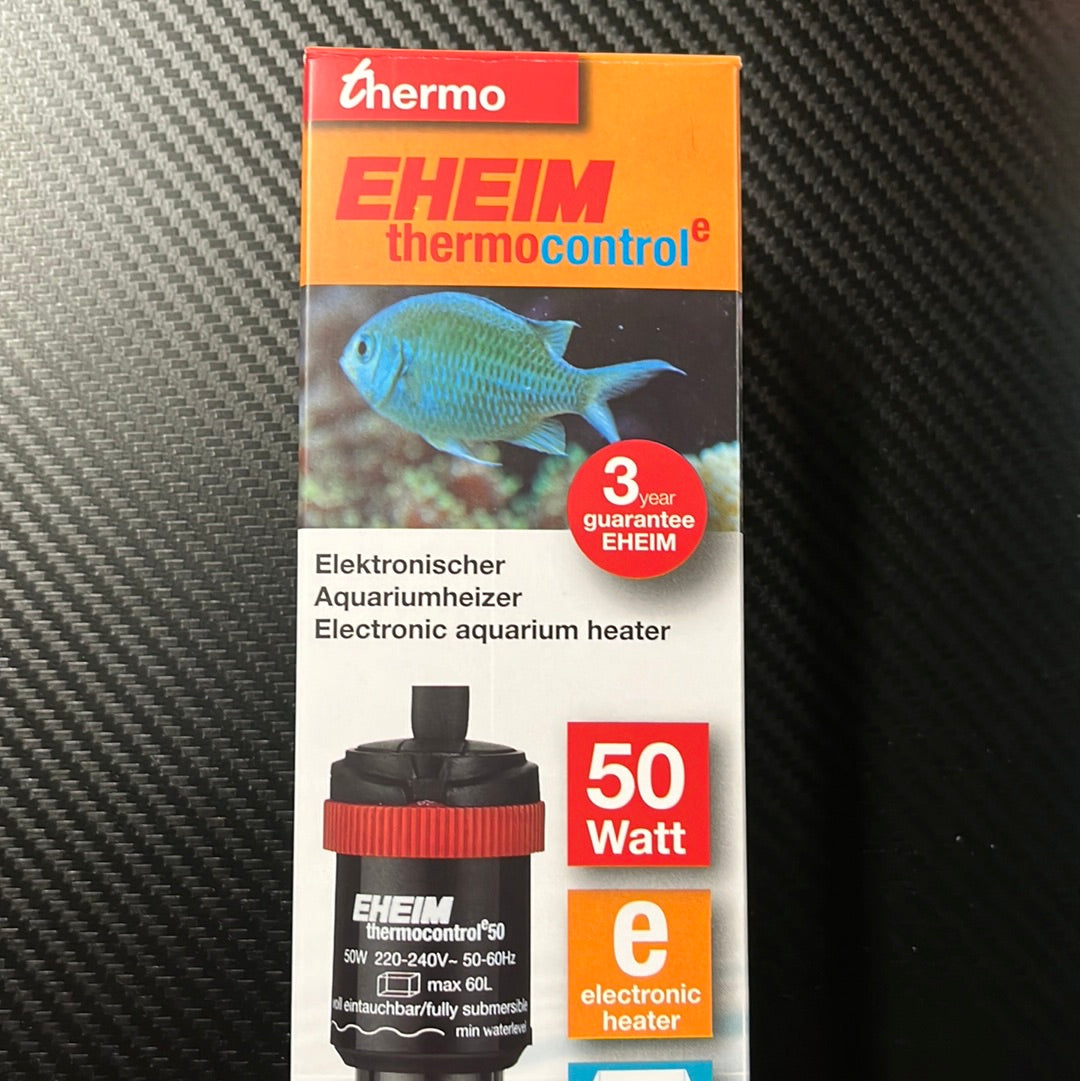 thermo
EHEIM
thermocontrol e
3 year
guarantee
EHEIM
Elektronischer
Aquariumheizer
Electronic aquarium heater
50
Watt
EHEIM
thermocontrol e 50
50W 220-240V~ 50-60Hz
max 60L
voll eintauchbar/fully submersible
min waterlevel
e
electronic
heater